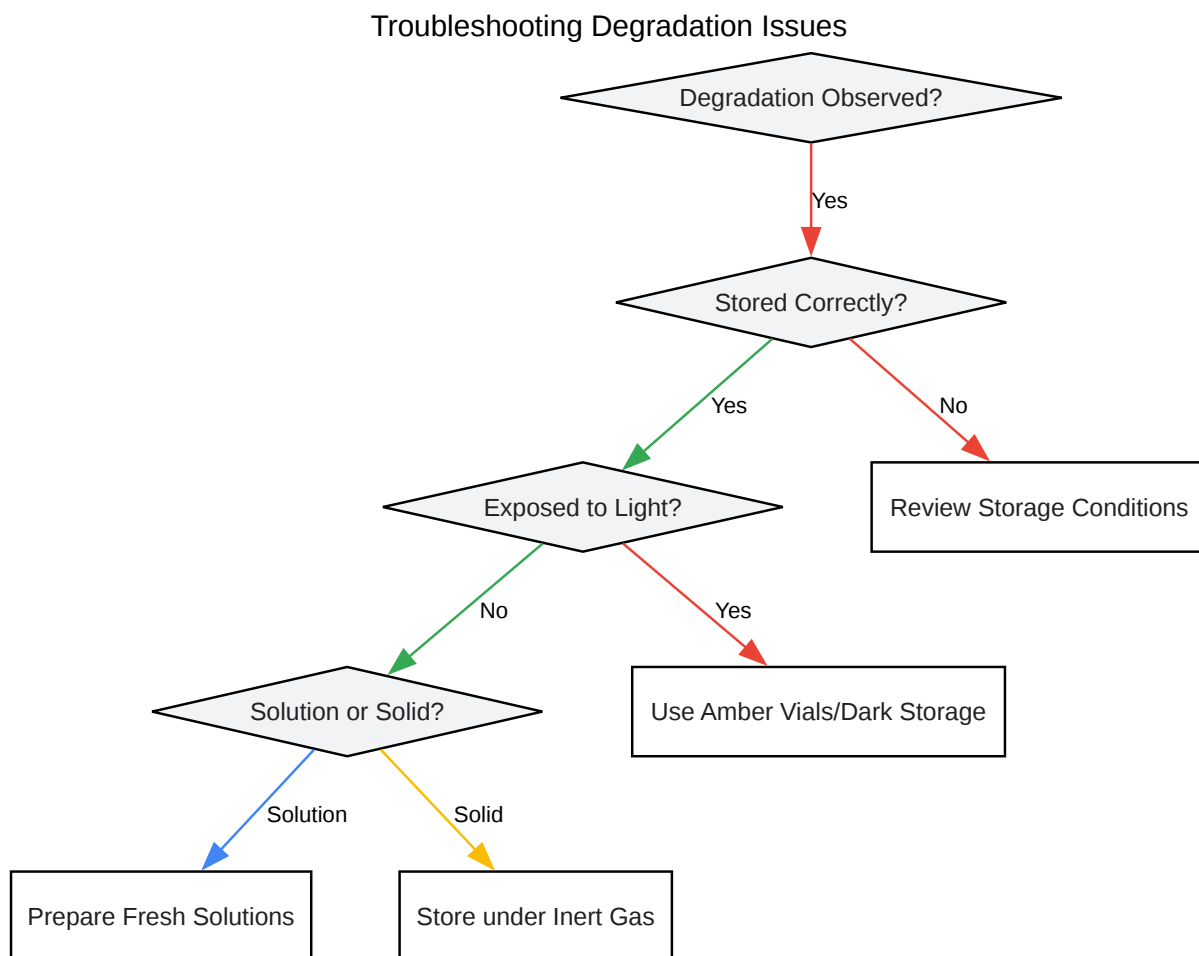 Troubleshooting Degradation Issues
Degradation Observed?
Yes
Stored Correctly?
Yes
No
Exposed to Light?
Review Storage Conditions
No
Yes
Solution or Solid?
Use Amber Vials/Dark Storage
Solution
Solid
Prepare Fresh Solutions
Store under Inert Gas